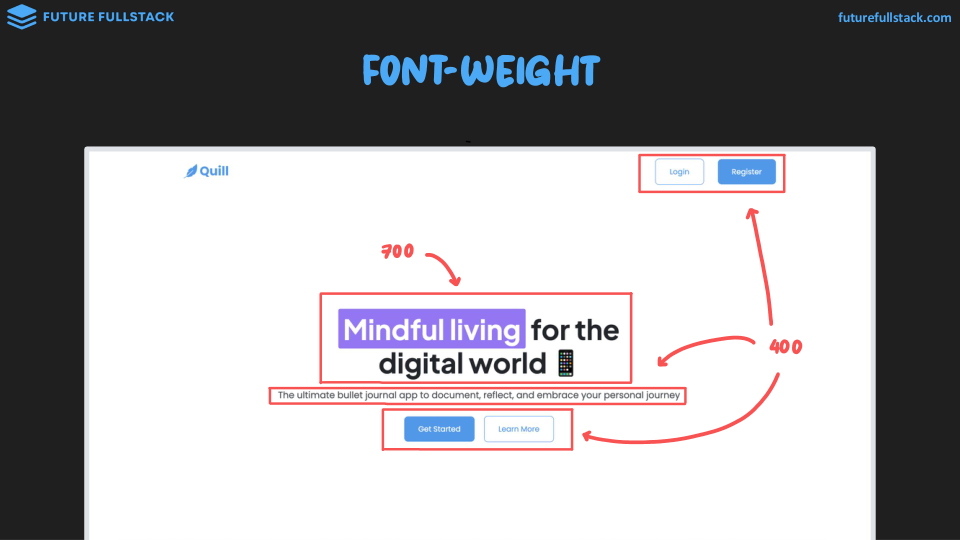 FUTURE FULLSTACK
futurefullstack.com
FONT-WEIGHT
Quill
Login
Register
700
Mindful living for the
digital world
400
The ultimate bullet journal app to document, reflect, and embrace your personal journey
Get Started
Learn More